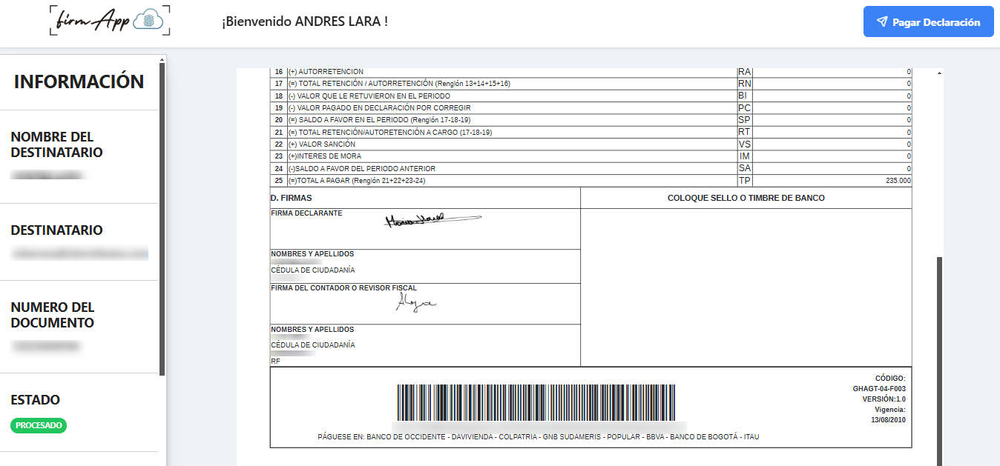 firmApp
¡Bienvenido ANDRES LARA !
Pagar Declaración
INFORMACIÓN
NOMBRE DEL
DESTINATARIO
DESTINATARIO
NUMERO DEL
DOCUMENTO
ESTADO
PROCESADO
16 (+) AUTORRETENCION RA 0
17 (=) TOTAL RETENCIÓN / AUTORRETENCIÓN (Renglón 13+14+15+16) RN 0
18 (-) VALOR QUE LE RETUVIERON EN EL PERIODO BI 0
19 (-) VALOR PAGADO EN DECLARACIÓN POR CORREGIR PC 0
20 (=) SALDO A FAVOR EN EL PERIODO (Renglón 17-18-19) SP 0
21 (=) TOTAL RETENCIÓN/AUTORETENCIÓN A CARGO (17-18-19) RT 0
22 (+) VALOR SANCIÓN VS 0
23 (+)INTERES DE MORA IM 0
24 (-)SALDO A FAVOR DEL PERIODO ANTERIOR SA 0
25 (=)TOTAL A PAGAR (Renglón 21+22+23-24) TP 235.000
D. FIRMAS
COLOQUE SELLO O TIMBRE DE BANCO
FIRMA DECLARANTE
NOMBRES Y APELLIDOS
CÉDULA DE CIUDADANÍA
FIRMA DEL CONTADOR O REVISOR FISCAL
NOMBRES Y APELLIDOS
CÉDULA DE CIUDADANÍA
RF
CÓDIGO:
GHAGT-04-F003
VERSIÓN:1.0
Vigencia:
13/08/2010
PÁGUESE EN: BANCO DE OCCIDENTE - DAVIVIENDA - COLPATRIA - GNB SUDAMERIS - POPULAR - BBVA - BANCO DE BOGOTÁ - ITAU